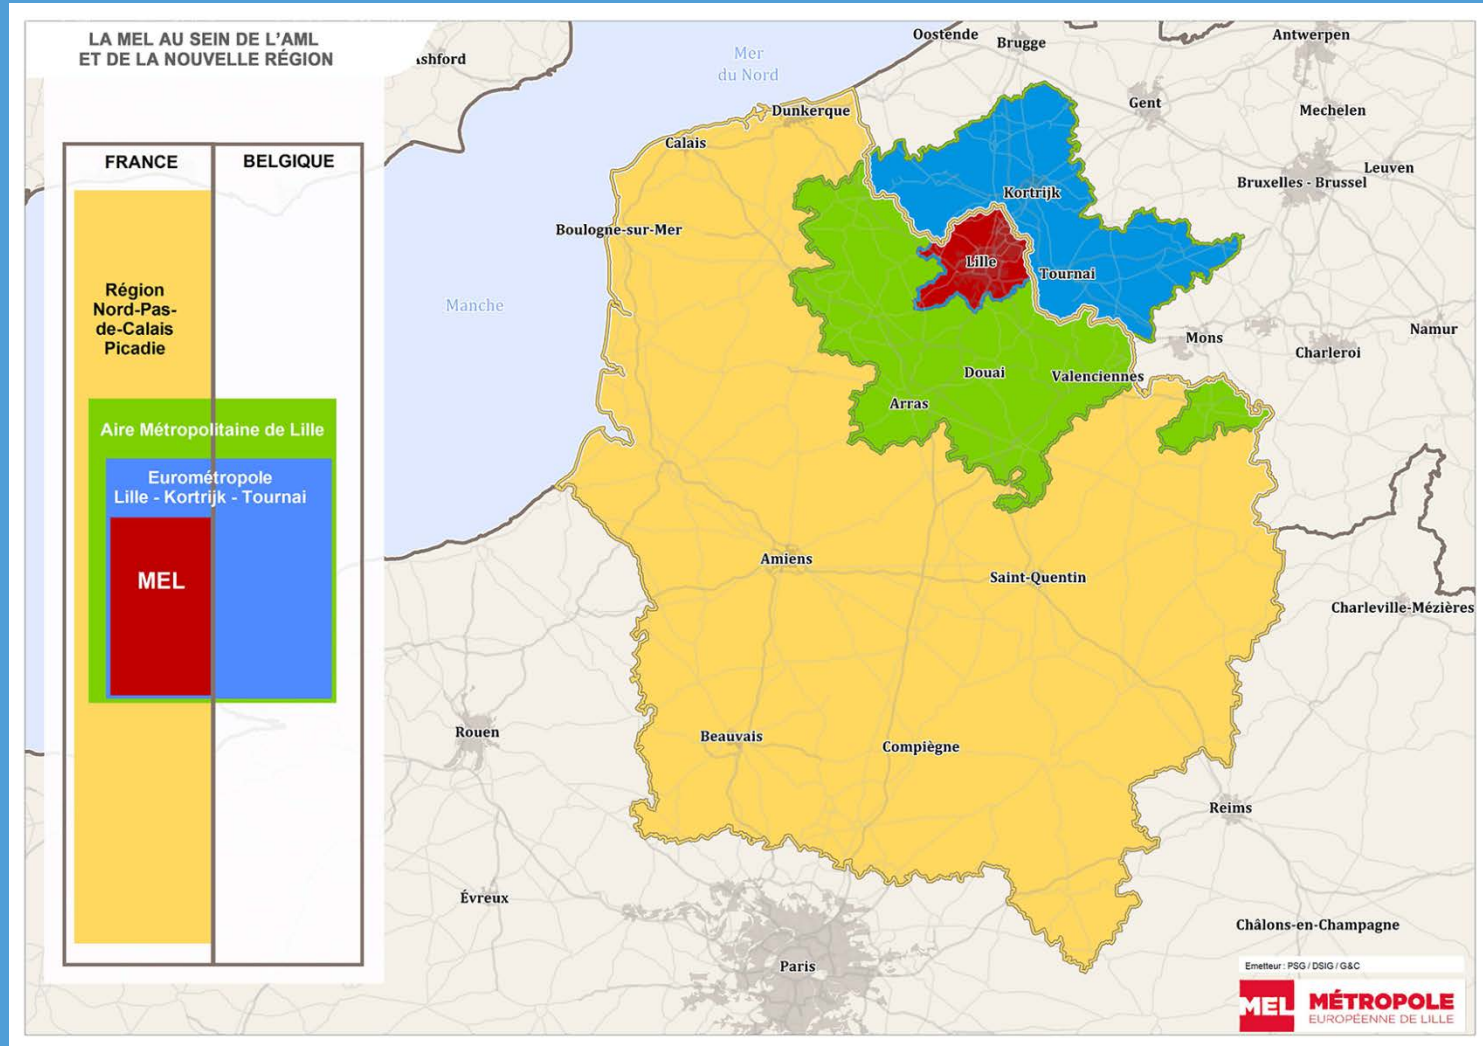 LA MEL AU SEIN DE L'AML
ET DE LA NOUVELLE RÉGION
FRANCE
BELGIQUE
Région
Nord-Pas-
de-Calais
Picadie
Aire Métropolitaine de Lille
Eurométropole
Lille - Kortrijk - Tournai
MEL
Mer
du Nord
Oostende
Brugge
Antwerpen
Dunkerque
Gent
Mechelen
Calais
Leuven
Bruxelles - Brussel
Kortrijk
Boulogne-sur-Mer
Lille
Tournai
Manche
Mons
Namur
Charleroi
Douai
Valenciennes
Arras
Amiens
Saint-Quentin
Charleville-Mézières
Rouen
Beauvais
Compiègne
Reims
Évreux
Châlons-en-Champagne
Paris
Emetteur : PSG / DSIG / G&C
MEL
MÉTROPOLE
EUROPÉENNE DE LILLE